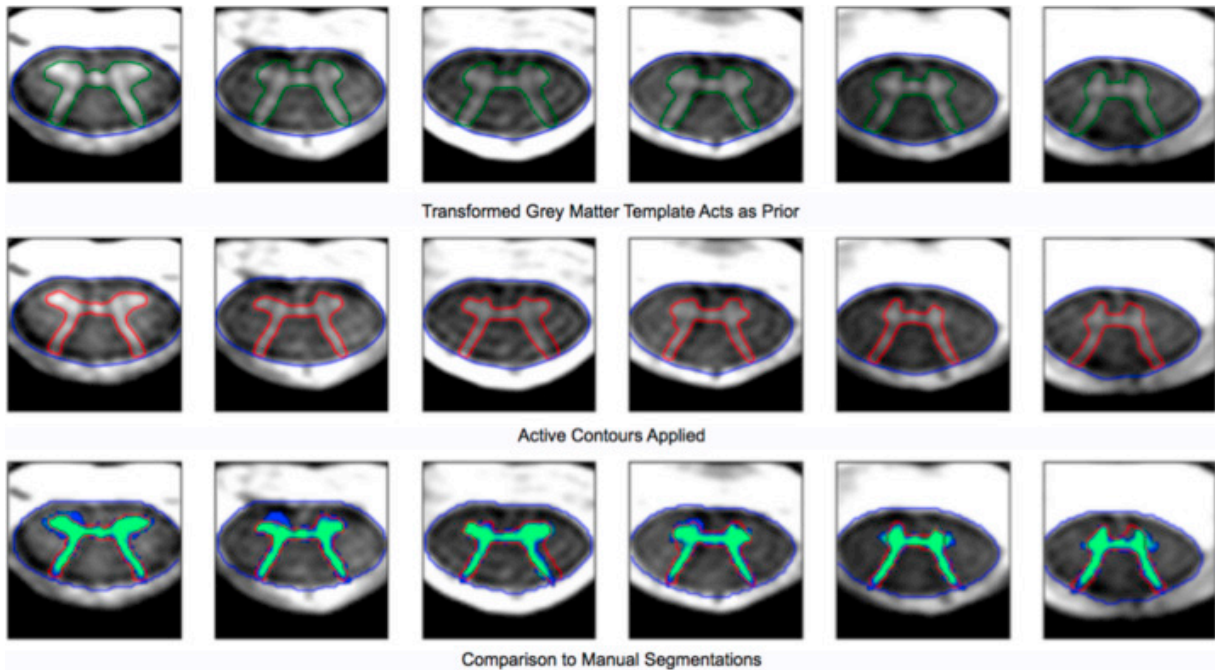 Transformed Grey Matter Template Acts as Prior
Active Contours Applied
Comparison to Manual Segmentations